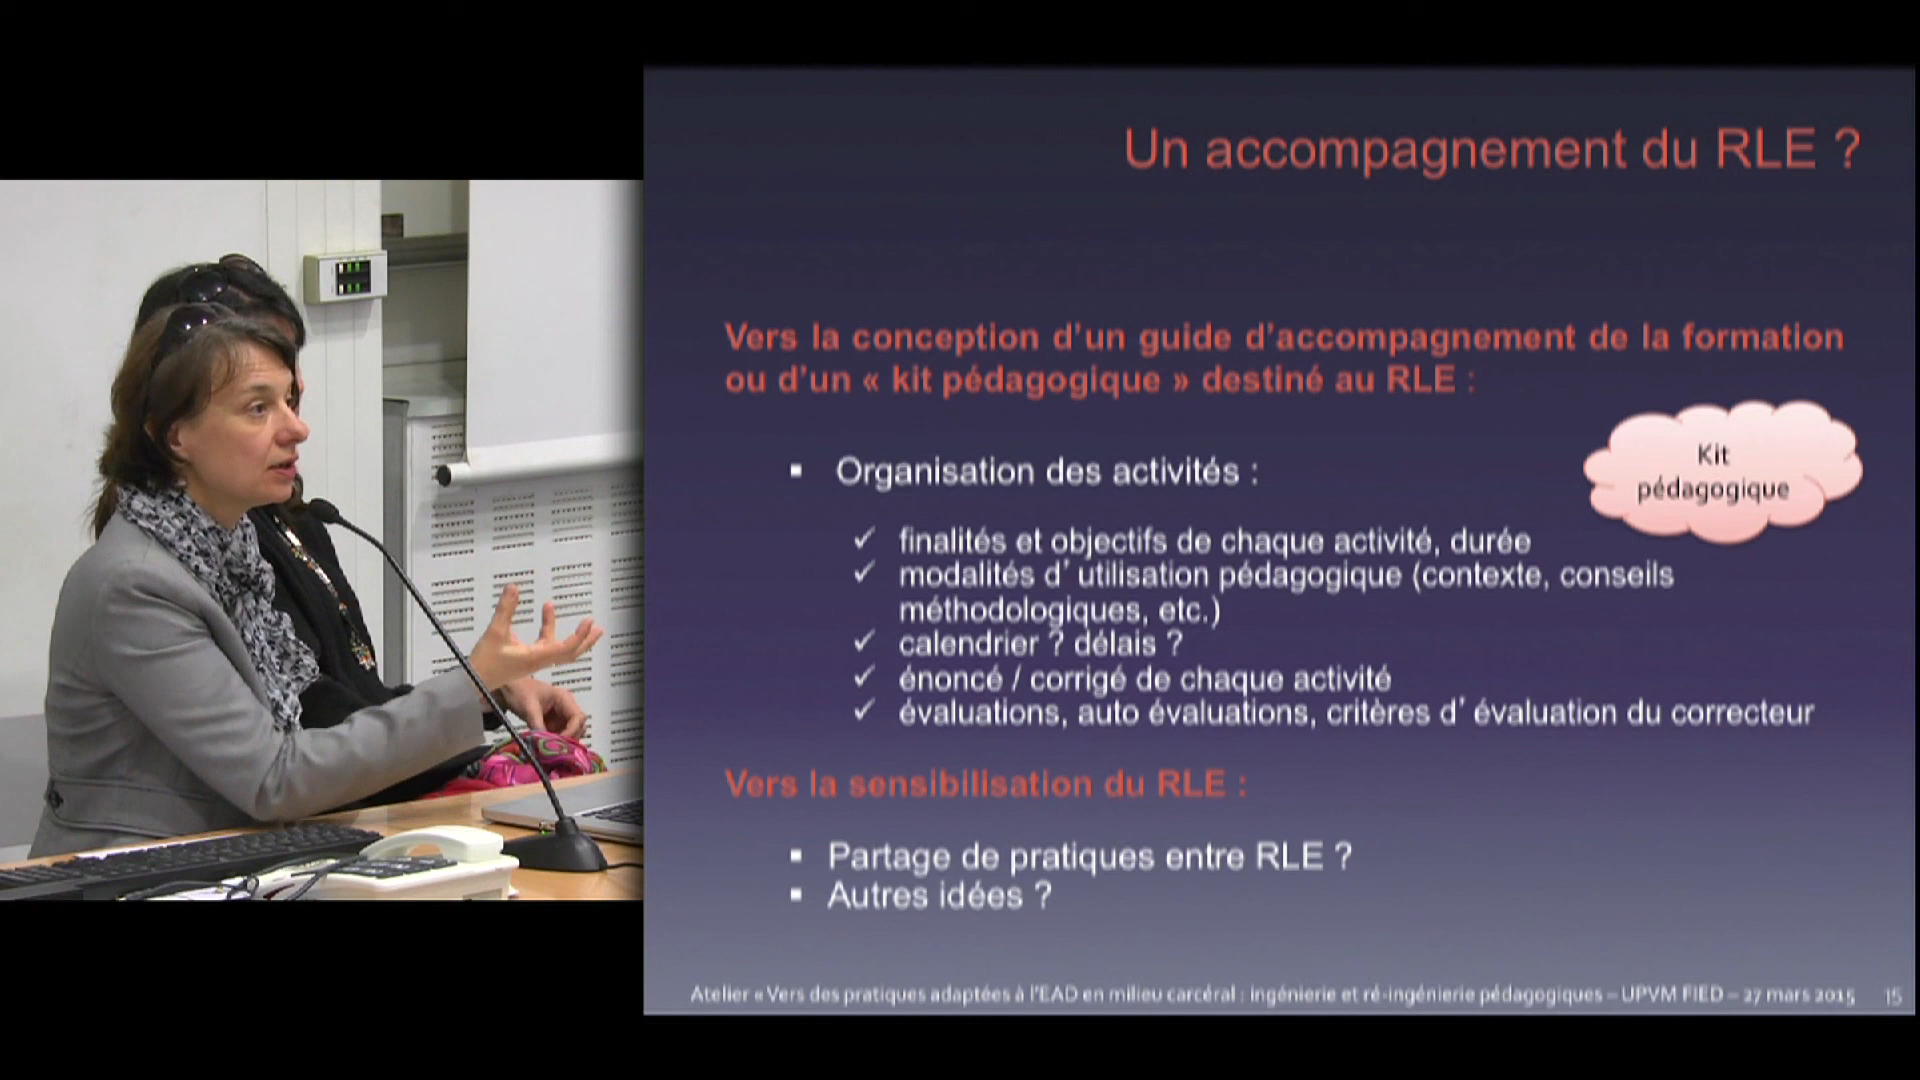 Un accompagnement du RLE ?
Vers la conception d’un guide d’accompagnement de la formation
ou d’un « kit pédagogique » destiné au RLE :
Kit
pédagogique
▪ Organisation des activités :
✓ finalités et objectifs de chaque activité, durée
✓ modalités d’ utilisation pédagogique (contexte, conseils
méthodologiques, etc.)
✓ calendrier ? délais ?
✓ énoncé / corrigé de chaque activité
✓ évaluations, auto évaluations, critères d’ évaluation du correcteur
Vers la sensibilisation du RLE :
▪ Partage de pratiques entre RLE ?
▪ Autres idées ?
Atelier « Vers des pratiques adaptées à l’EAD en milieu carcéral : ingénierie et ré-ingénierie pédagogiques – UPVM FIED – 27 mars 2015 15